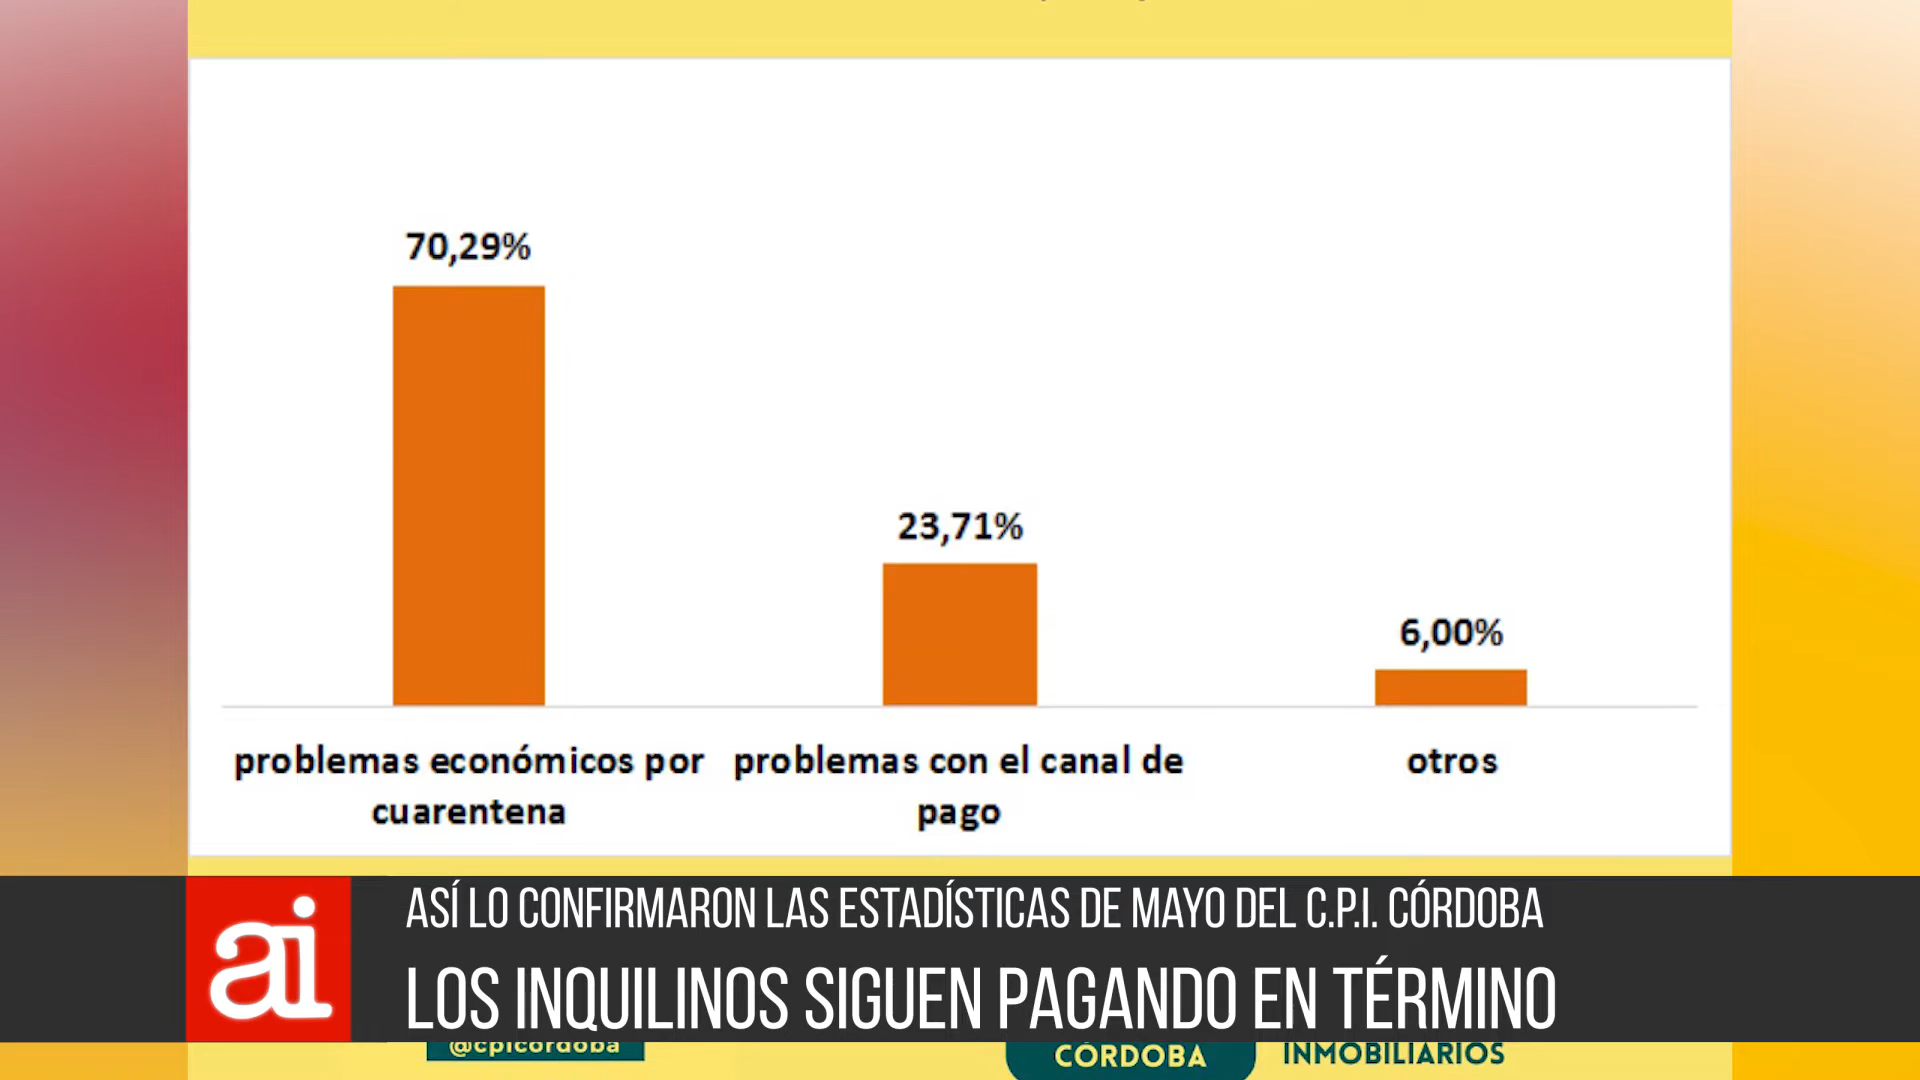 70,29%
23,71%
6,00%
problemas económicos por
cuarentena
problemas con el canal de
pago
otros
ASÍ LO CONFIRMARON LAS ESTADÍSTICAS DE MAYO DEL C.P.I. CÓRDOBA
ai
LOS INQUILINOS SIGUEN PAGANDO EN TÉRMINO
@cpicordoba
CÓRDOBA
INMOBILIARIOS